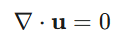 ∇ · 𝐮 = 0